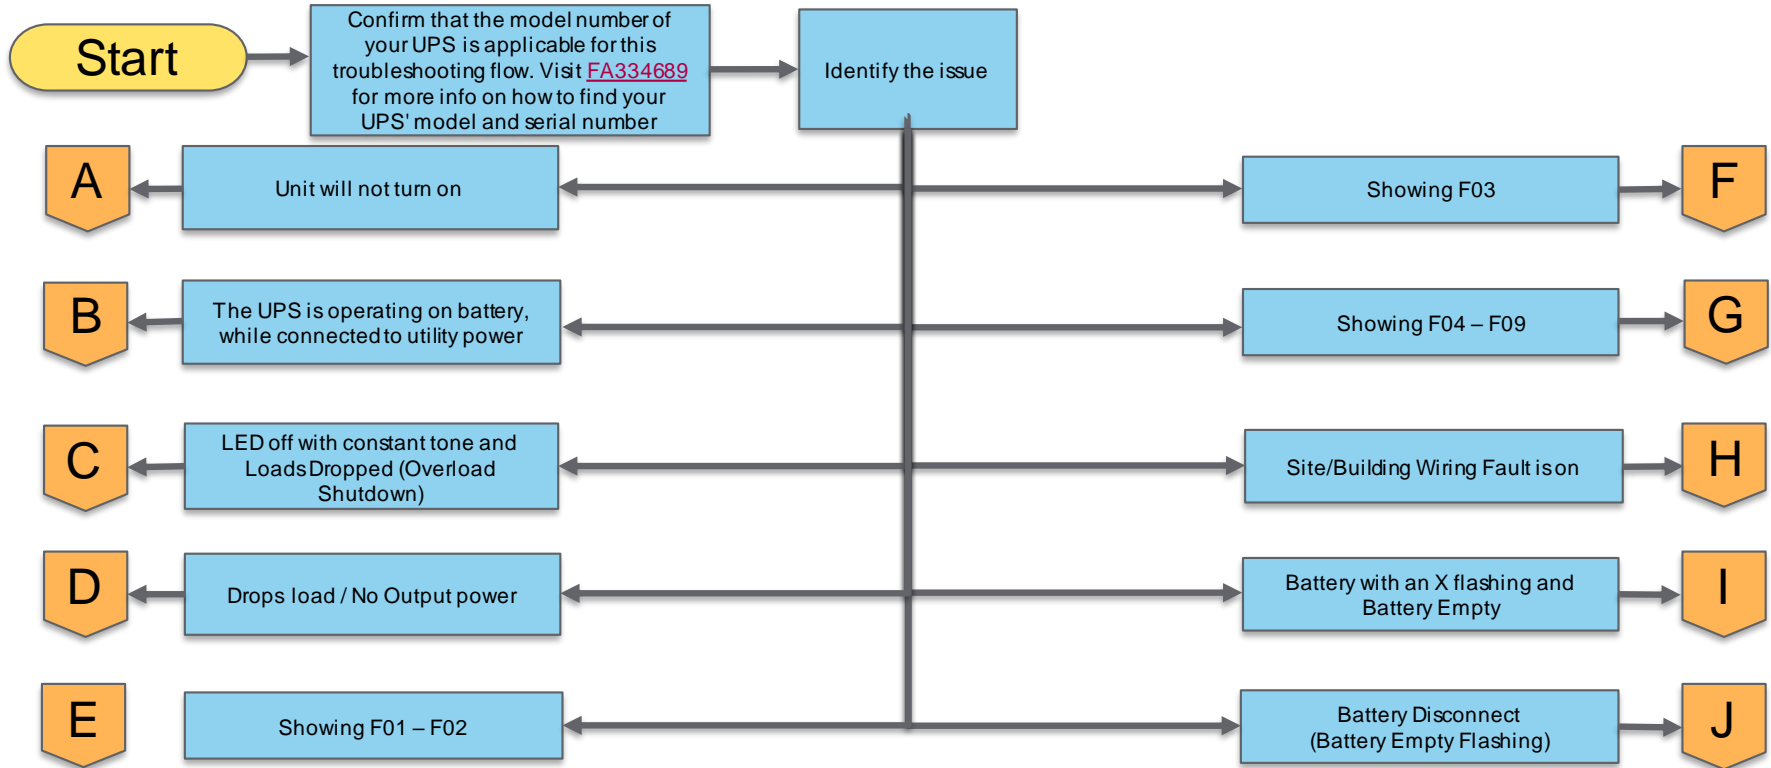 Start
Confirm that the model number of
your UPS is applicable for this
troubleshooting flow. Visit FA334689
for more info on how to find your
UPS' model and serial number
Identify the issue
A
Unit will not turn on
Showing F03
F
B
The UPS is operating on battery,
while connected to utility power
Showing F04 – F09
G
C
LED off with constant tone and
Loads Dropped (Overload
Shutdown)
Site/Building Wiring Fault is on
H
D
Drops load / No Output power
Battery with an X flashing and
Battery Empty
I
E
Showing F01 – F02
Battery Disconnect
(Battery Empty Flashing)
J